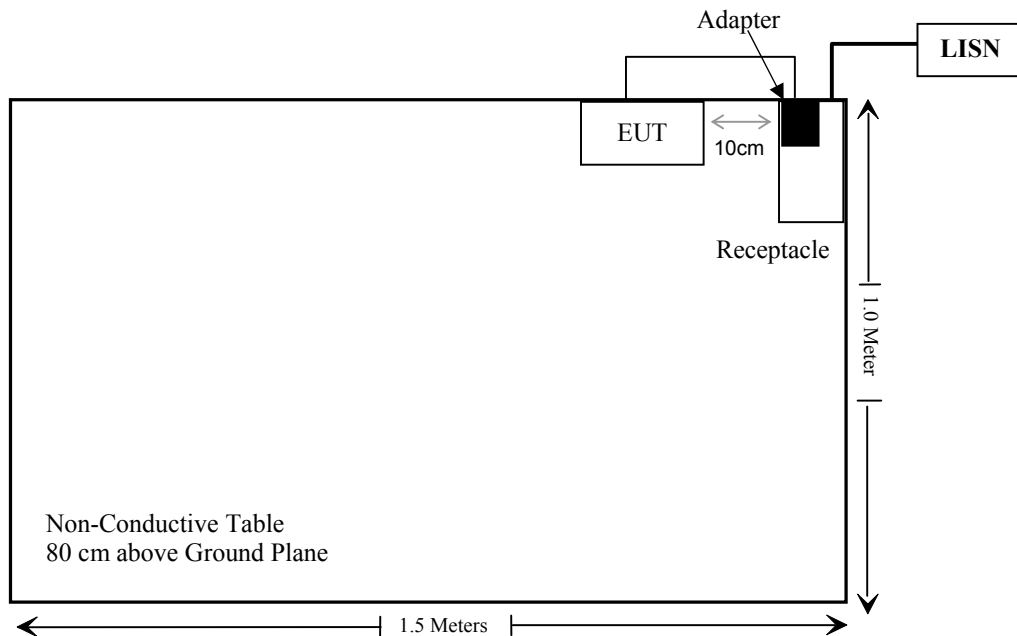 Adapter
LISN
EUT
10cm
Receptacle
1.0 Meter
Non-Conductive Table
80 cm above Ground Plane
1.5 Meters